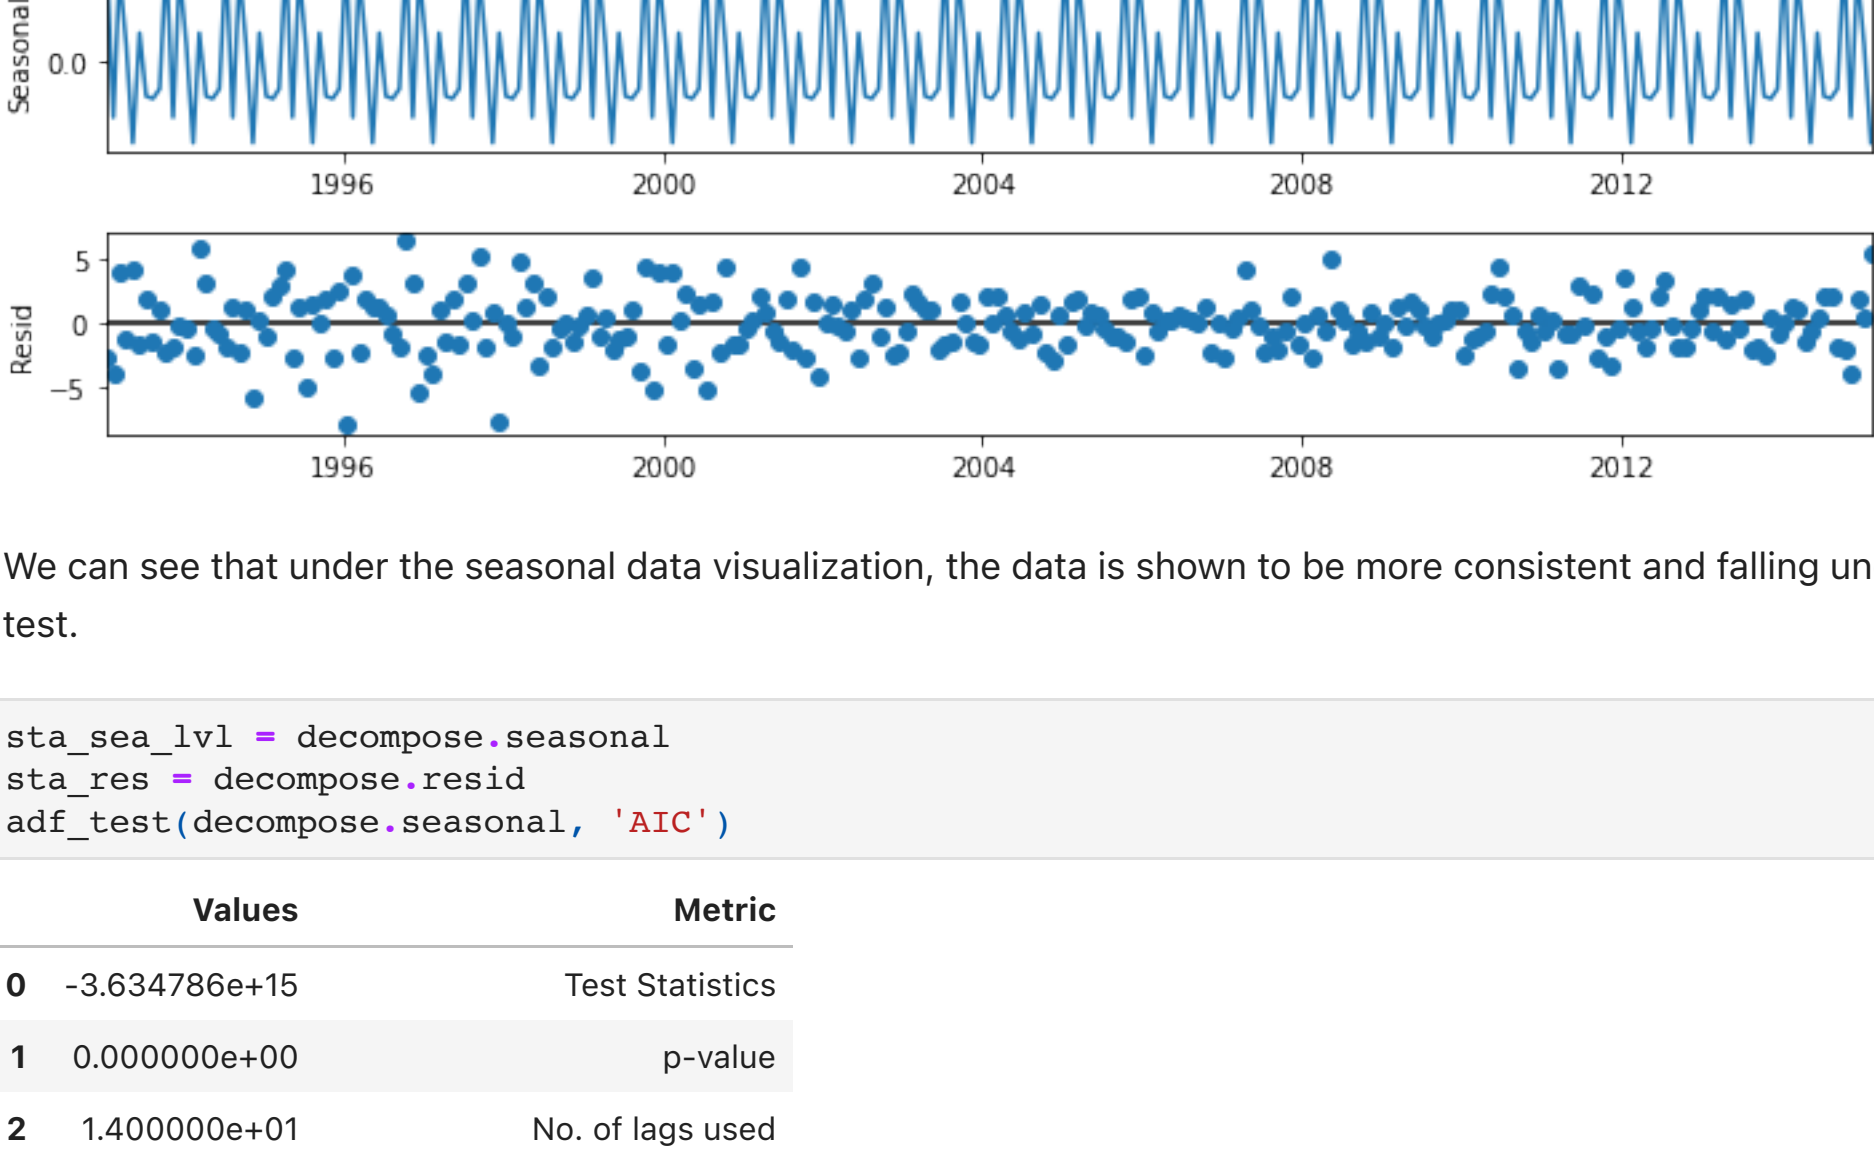 Seasonal
0.0
1996 2000 2004 2008 2012
Resid
5
0
−5
1996 2000 2004 2008 2012
We can see that under the seasonal data visualization, the data is shown to be more consistent and falling un
test.
sta_sea_lvl = decompose.seasonal
sta_res = decompose.resid
adf_test(decompose.seasonal, 'AIC')
Values Metric
0 -3.634786e+15 Test Statistics
1 0.000000e+00 p-value
2 1.400000e+01 No. of lags used